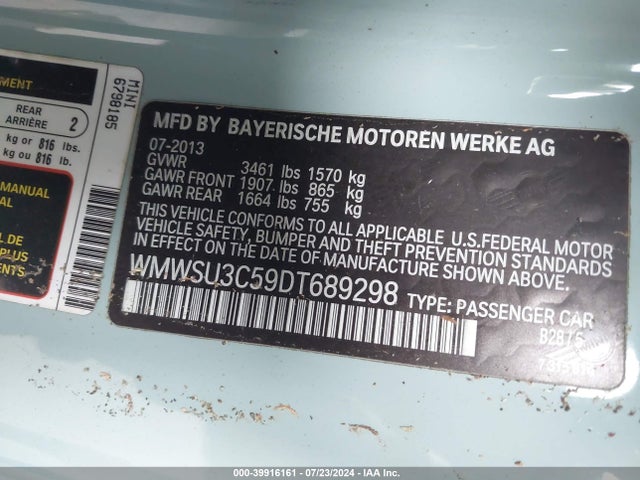 MENT
REAR
ARRIÈRE 2
kg or 816 lbs.
kg ou 816 lb.
MANUAL
AL
L DE
R PLUS
CIONES
MINI
6798185
MFD BY BAYERISCHE MOTOREN WERKE AG
07-2013
GVWR 3461 lbs 1570 kg
GAWR FRONT 1907 lbs 865 kg
GAWR REAR 1664 lbs 755 kg
THIS VEHICLE CONFORMS TO ALL APPLICABLE U.S.FEDERAL MOTOR
VEHICLE SAFETY, BUMPER, AND THEFT PREVENTION STANDARDS
IN EFFECT ON THE DATE OF MANUFACTURE SHOWN ABOVE.
WMWSU3C59DT689298 TYPE: PASSENGER CAR
B287S
000-39916161 - 07/23/2024 - IAA Inc.